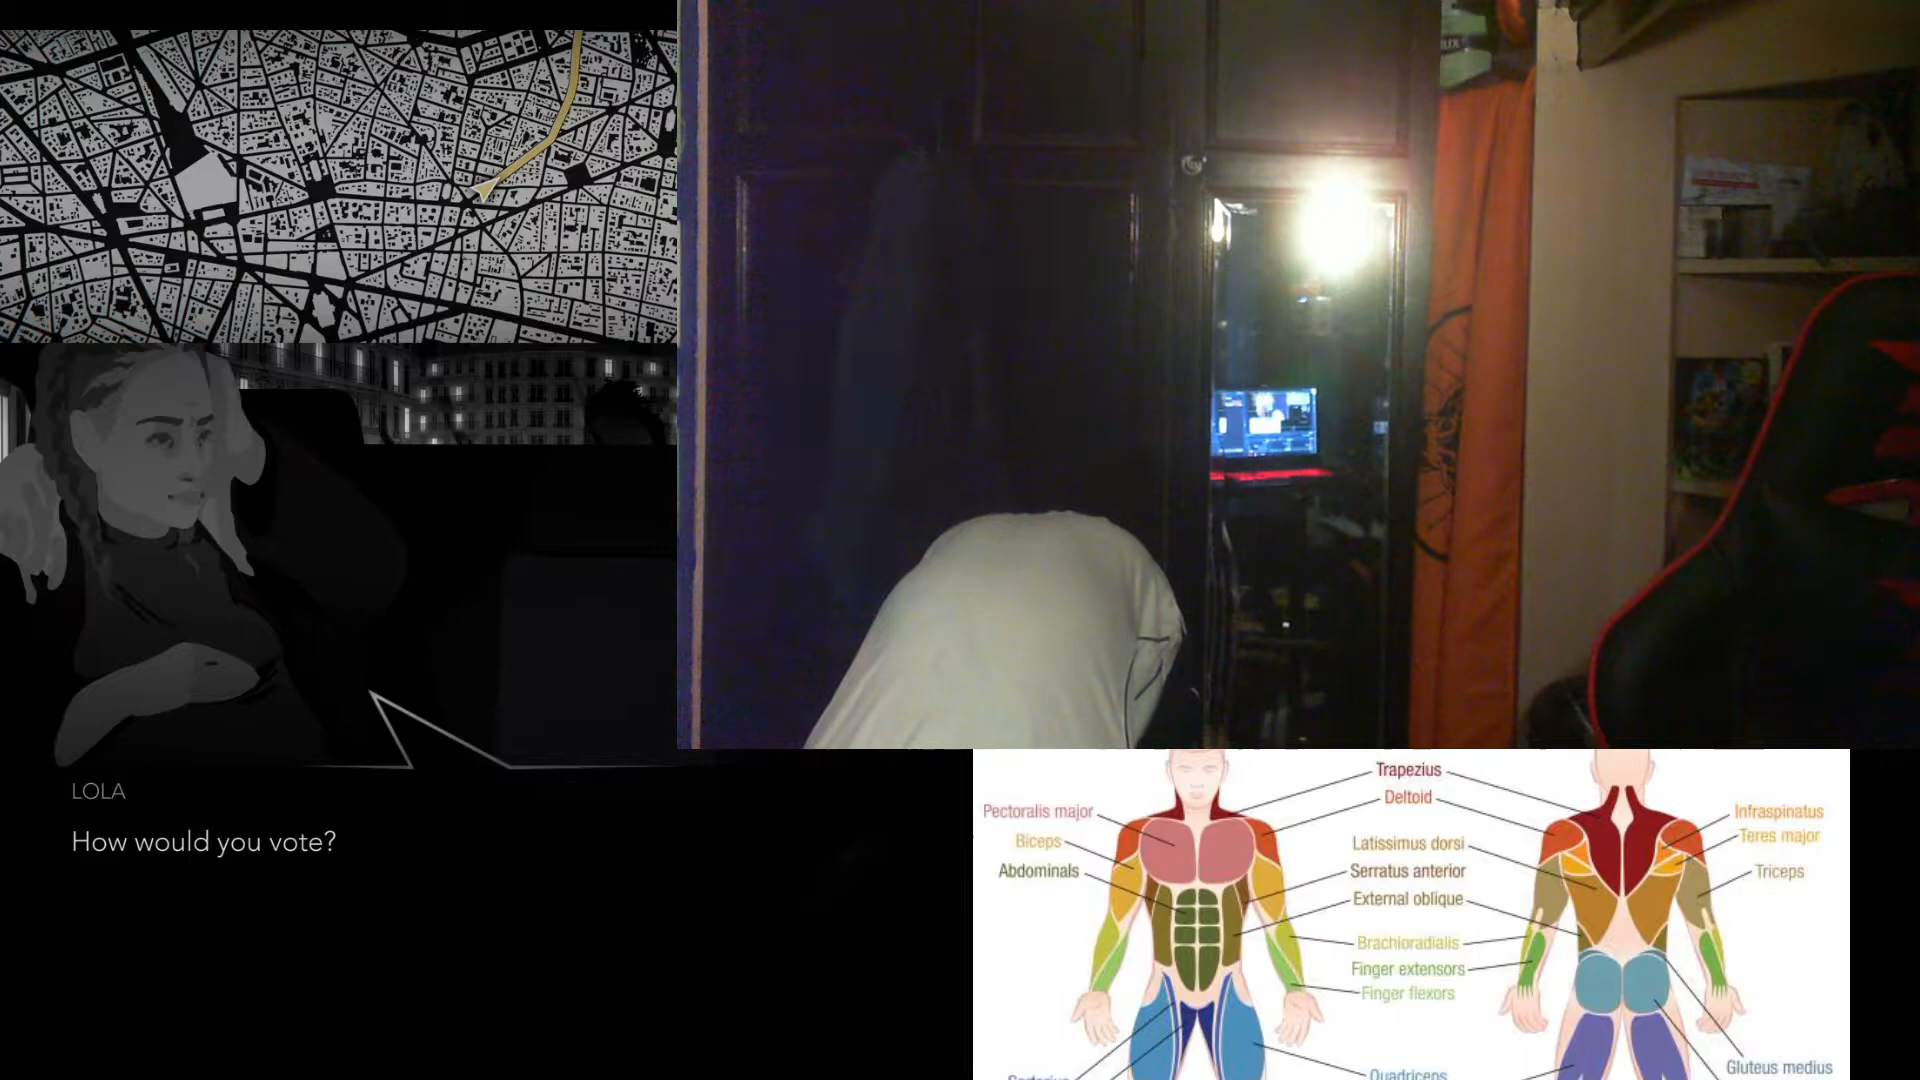 LOLA
How would you vote?
Trapezius
Deltoid
Pectoralis major
Biceps
Abdominals
Latissimus dorsi
Serratus anterior
External oblique
Brachioradialis
Finger extensors
Finger flexors
Infraspinatus
Teres major
Triceps
Quadriceps
Gluteus medius